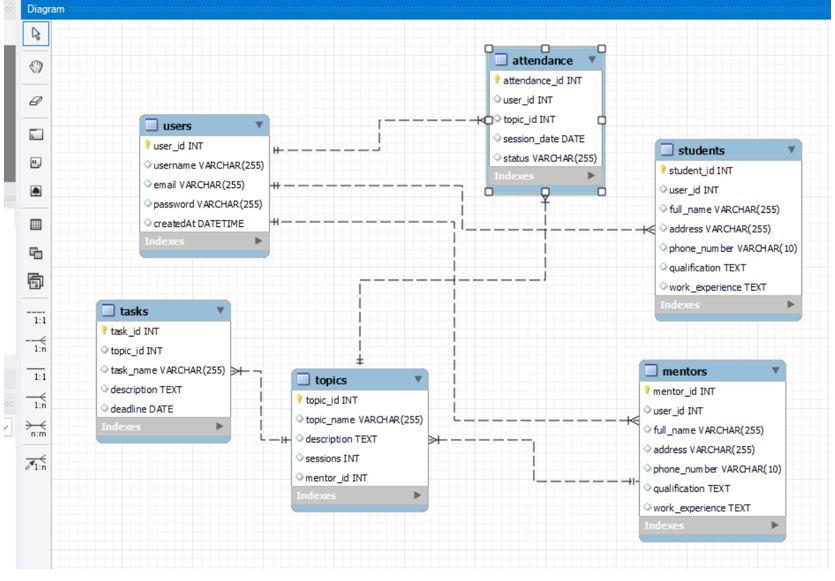 Diagram
attendance
attendance_id INT
user_id INT
topic_id INT
session_date DATE
status VARCHAR(255)
Indexes
users
user_id INT
username VARCHAR(255)
email VARCHAR(255)
password VARCHAR(255)
createdAt DATETIME
Indexes
students
student_id INT
user_id INT
full_name VARCHAR(255)
address VARCHAR(255)
phone_number VARCHAR(10)
qualification TEXT
work_experience TEXT
Indexes
tasks
task_id INT
topic_id INT
task_name VARCHAR(255)
description TEXT
deadline DATE
Indexes
topics
topic_id INT
topic_name VARCHAR(255)
description TEXT
sessions INT
mentor_id INT
Indexes
mentors
mentor_id INT
user_id INT
full_name VARCHAR(255)
address VARCHAR(255)
phone_number VARCHAR(10)
qualification TEXT
work_experience TEXT
Indexes
1:1
1:n
1:1
1:n
n:m
1:n